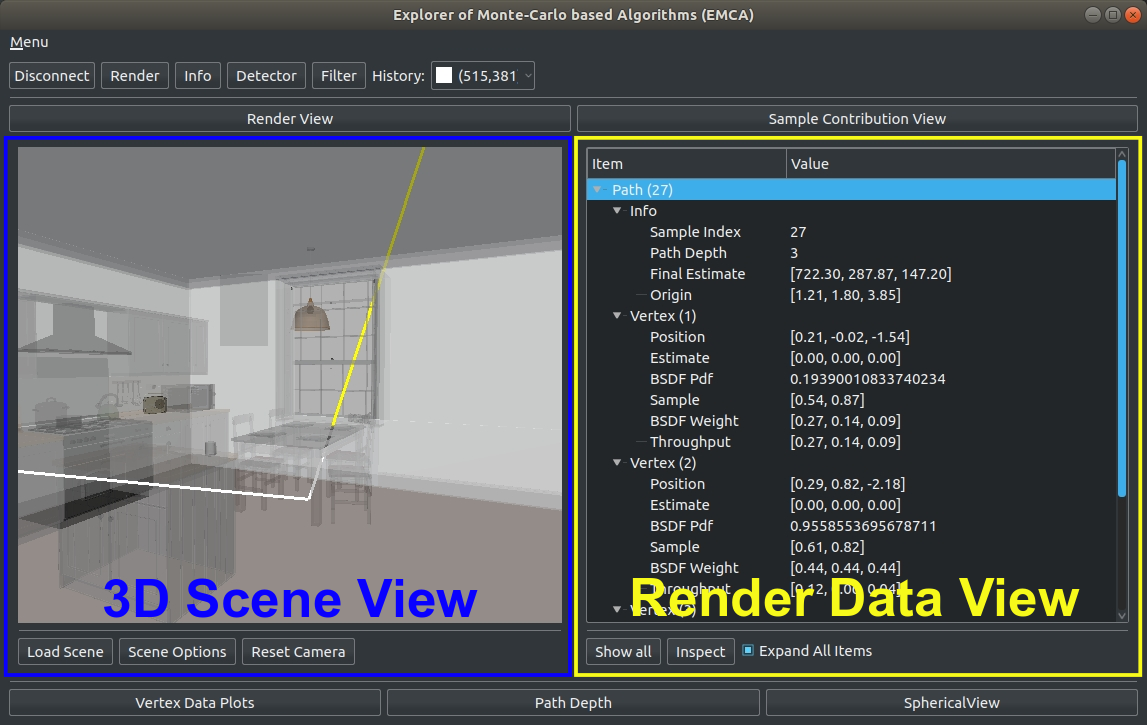 Explorer of Monte-Carlo based Algorithms (EMCA)
Menu
Disconnect Render Info Detector Filter History: (515,381
Render View Sample Contribution View
Item Value
Path (27)
Info
Sample Index 27
Path Depth 3
Final Estimate [722.30, 287.87, 147.20]
Origin [1.21, 1.80, 3.85]
Vertex (1)
Position [0.21, -0.02, -1.54]
Estimate [0.00, 0.00, 0.00]
BSDF Pdf 0.19390010833740234
Sample [0.54, 0.87]
BSDF Weight [0.27, 0.14, 0.09]
Throughput [0.27, 0.14, 0.09]
Vertex (2)
Position [0.29, 0.82, -2.18]
Estimate [0.00, 0.00, 0.00]
BSDF Pdf 0.9558553695678711
Sample [0.61, 0.82]
BSDF Weight [0.44, 0.44, 0.44]
Throughput
3D Scene View Render Data View
Load Scene Scene Options Reset Camera Show all Inspect Expand All Items
Vertex Data Plots Path Depth SphericalView